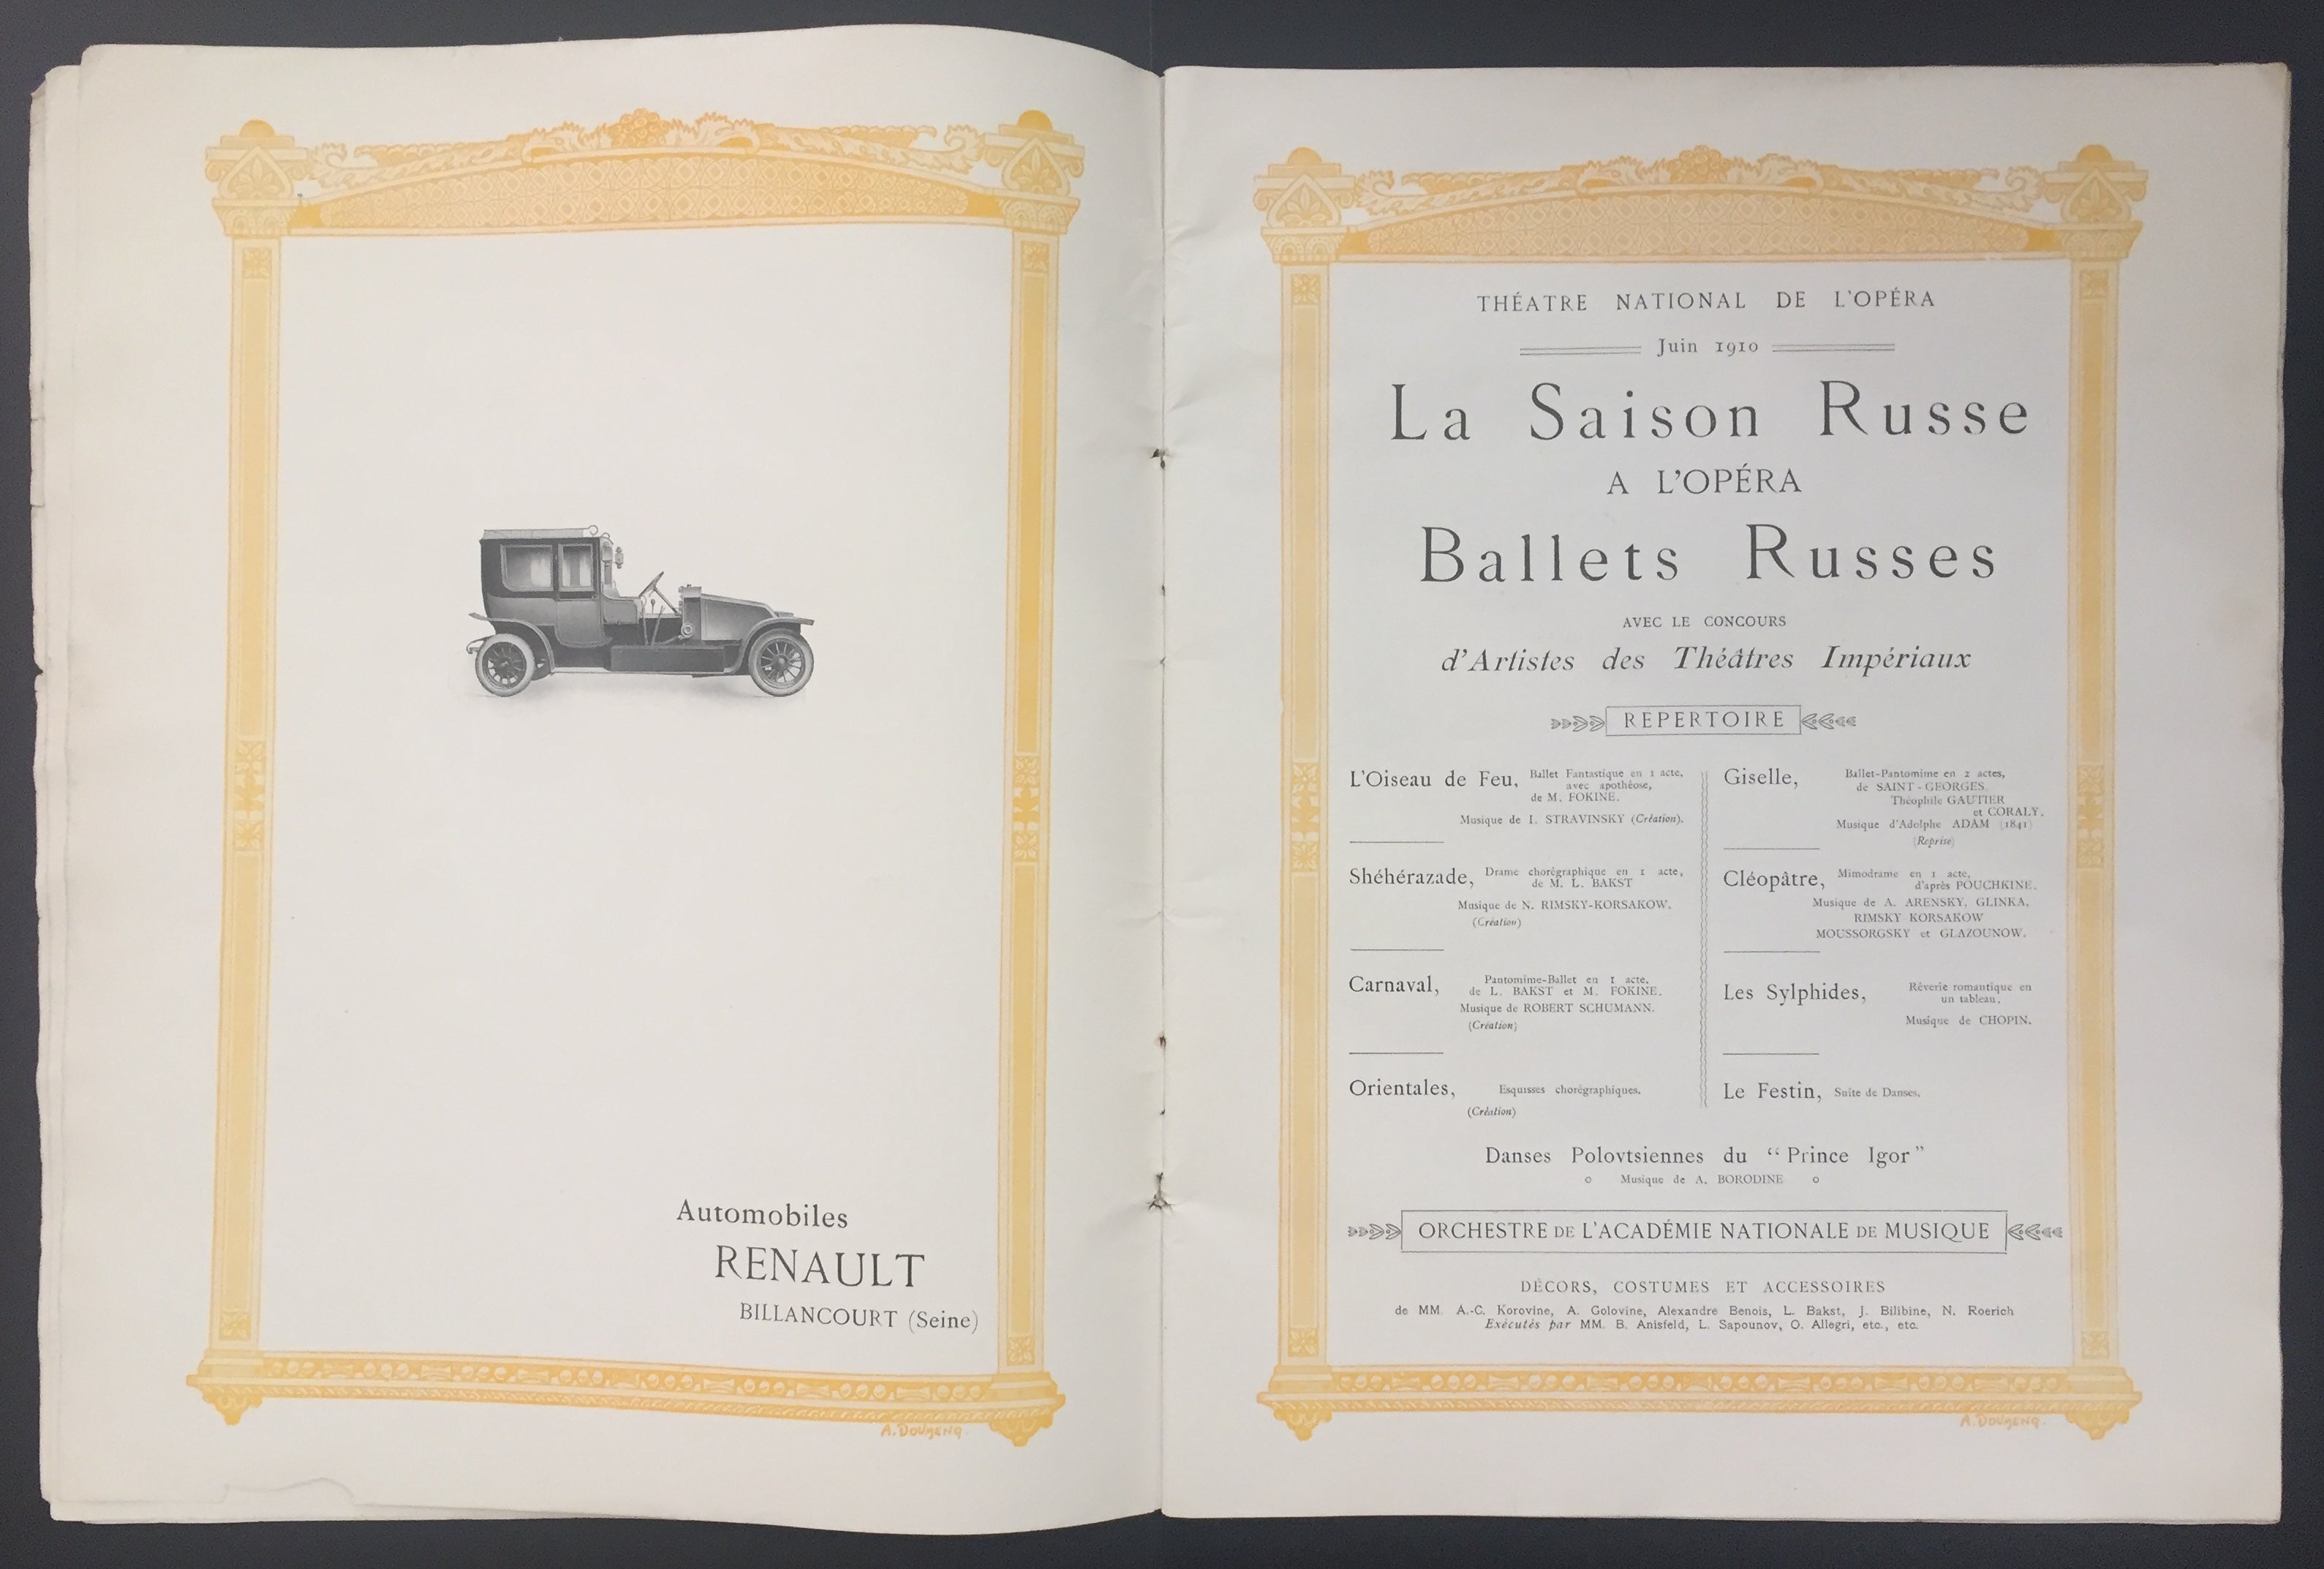 Automobiles
RENAULT
BILLANCOURT (Seine)
A. DOUMENQ.
THÉATRE NATIONAL DE L'OPÉRA
Juin 1910
La Saison Russe
A L'OPÉRA
Ballets Russes
AVEC LE CONCOURS
d'Artistes des Théâtres Impériaux
REPERTOIRE
L'Oiseau de Feu, Ballet Fantastique en 1 acte,
avec apothéose,
de M. FOKINE.
Musique de I. STRAVINSKY (Création).
Shéhérazade, Drame chorégraphique en 1 acte,
de M. L. BAKST
Musique de N. RIMSKY-KORSAKOW.
(Création)
Carnaval, Pantomime-Ballet en 1 acte,
de L. BAKST et M. FOKINE.
Musique de ROBERT SCHUMANN.
(Création)
Orientales, Esquisses chorégraphiques.
(Création)
Giselle, Ballet-Pantomime en 2 actes,
de SAINT-GEORGES,
Théophile GAUTIER
et CORALY.
Musique d'Adolphe ADAM (1841)
(Reprise)
Cléopâtre, Mimodrame en 1 acte,
d'après POUCHKINE.
Musique de A. ARENSKY, GLINKA,
RIMSKY KORSAKOW
MOUSSORGSKY et GLAZOUNOW.
Les Sylphides, Rêverie romantique en
un tableau.
Musique de CHOPIN.
Le Festin, Suite de Danses.
Danses Polovtsiennes du “Prince Igor”
Musique de A. BORODINE
ORCHESTRE DE L'ACADÉMIE NATIONALE DE MUSIQUE
DÉCORS, COSTUMES ET ACCESSOIRES
de MM. A.-C. Korovine, A. Golovine, Alexandre Benois, L. Bakst, J. Bilibine, N. Roerich
Exécutés par MM. B. Anisfeld, L. Sapounov, O. Allegri, etc., etc.
A. DOUMENQ.